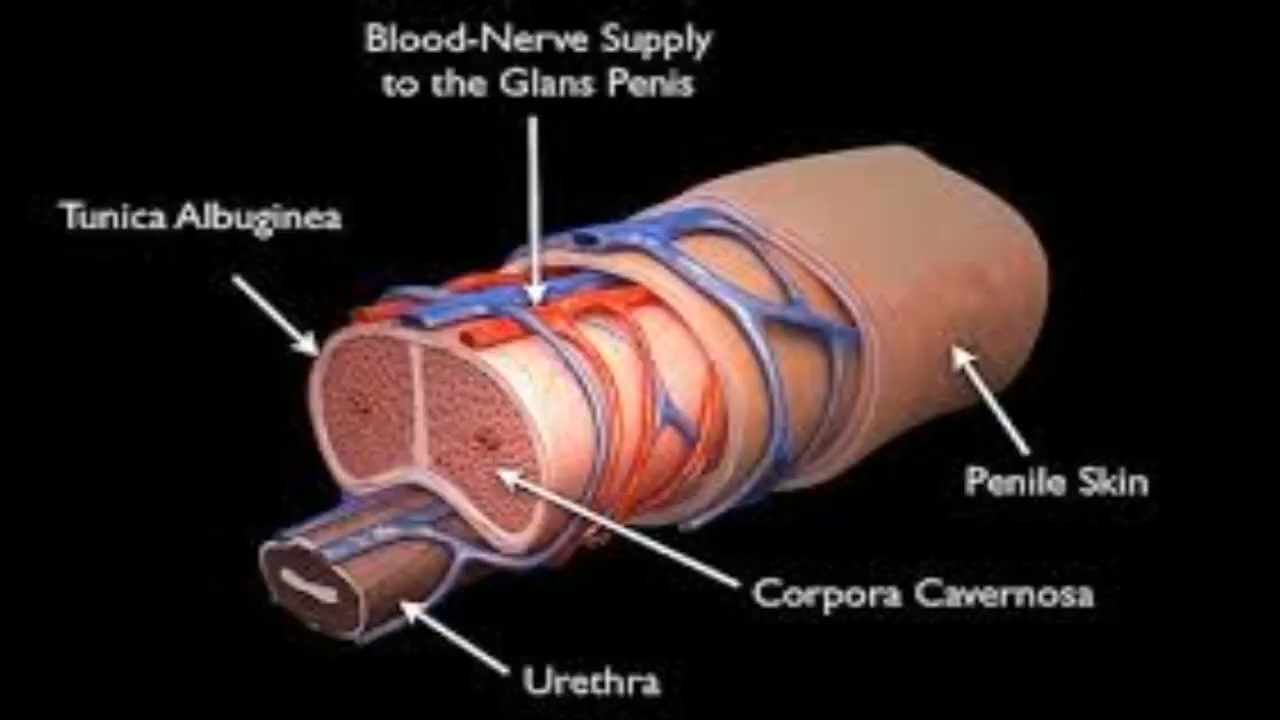 Blood-Nerve Supply
to the Glans Penis
Tunica Albuginea
Penile Skin
Corpora Cavernosa
Urethra